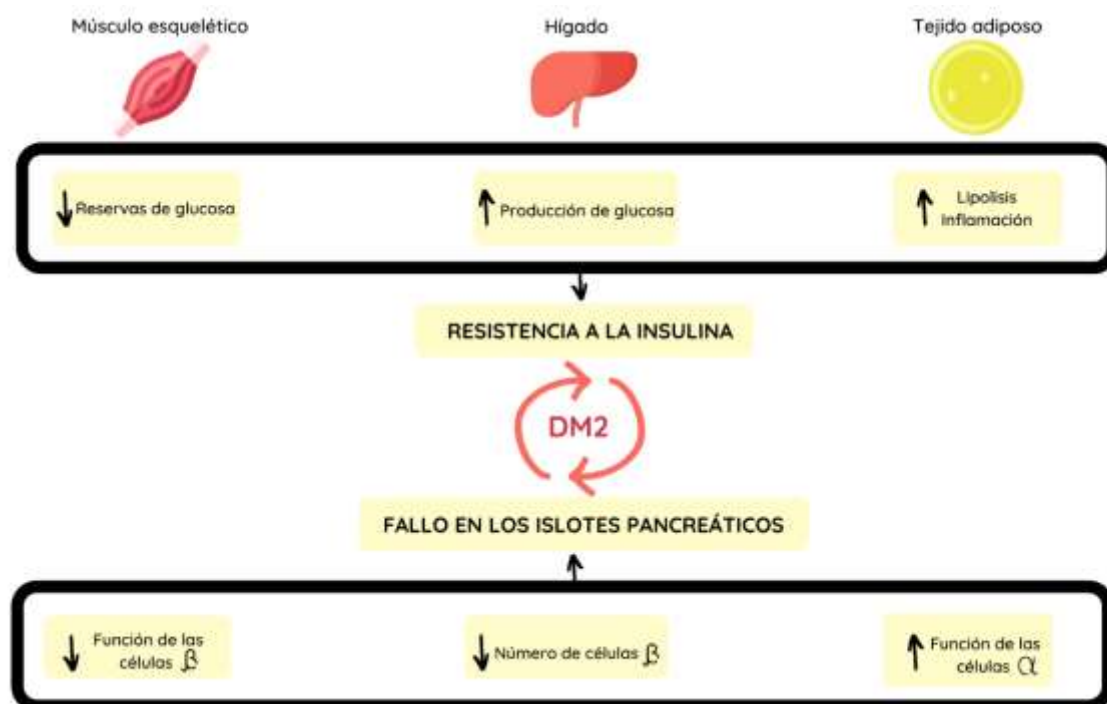 Músculo esquelético
Hígado
Tejido adiposo
↓ Reservas de glucosa
↑ Producción de glucosa
↑ Lipolisis
Inflamación
RESISTENCIA A LA INSULINA
DM2
FALLO EN LOS ISLOTES PANCREÁTICOS
↓ Función de las
células β
↓ Número de células β
↑ Función de las
células α